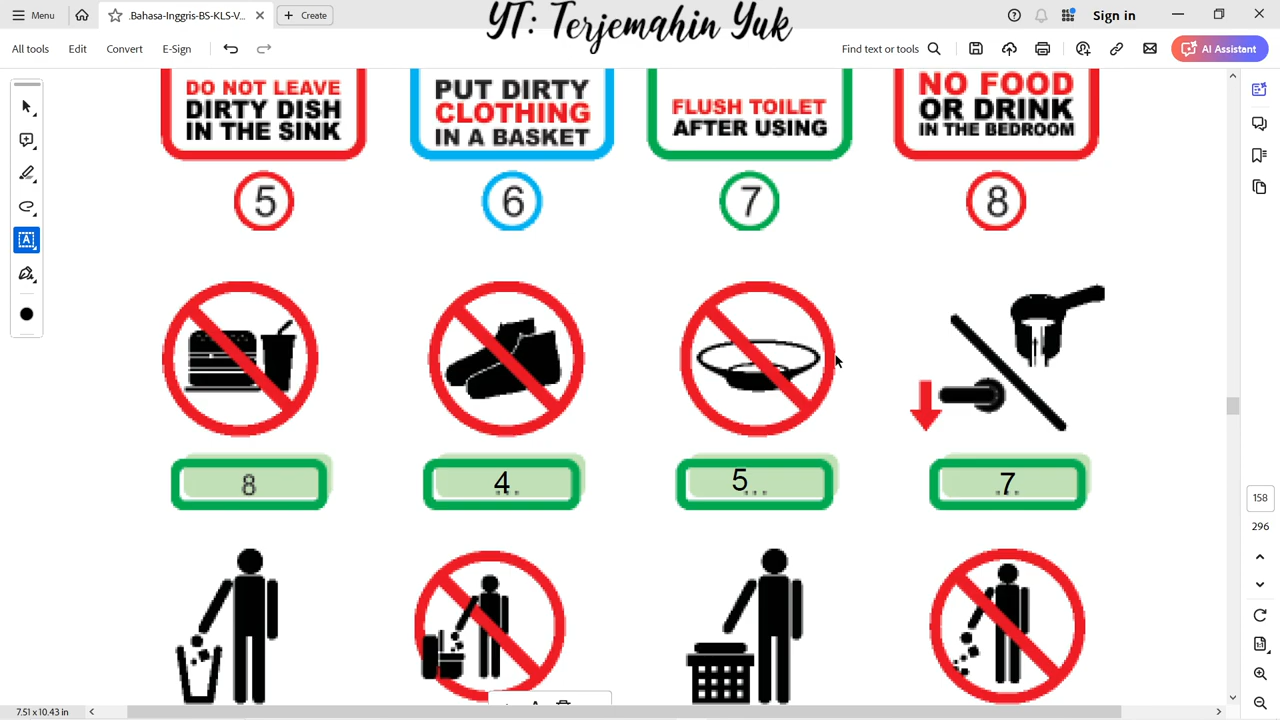 Menu
.Bahasa-Inggris-BS-KLS-V...
Create
YT: Terjemahin Yuk
Sign in
All tools
Edit
Convert
E-Sign
Find text or tools
AI Assistant
DO NOT LEAVE
DIRTY DISH
IN THE SINK
PUT DIRTY
CLOTHING
IN A BASKET
FLUSH TOILET
AFTER USING
NO FOOD
OR DRINK
IN THE BEDROOM
5
6
7
8
8
4...
5...
.7.
158
296
7.51 x 10.43 in